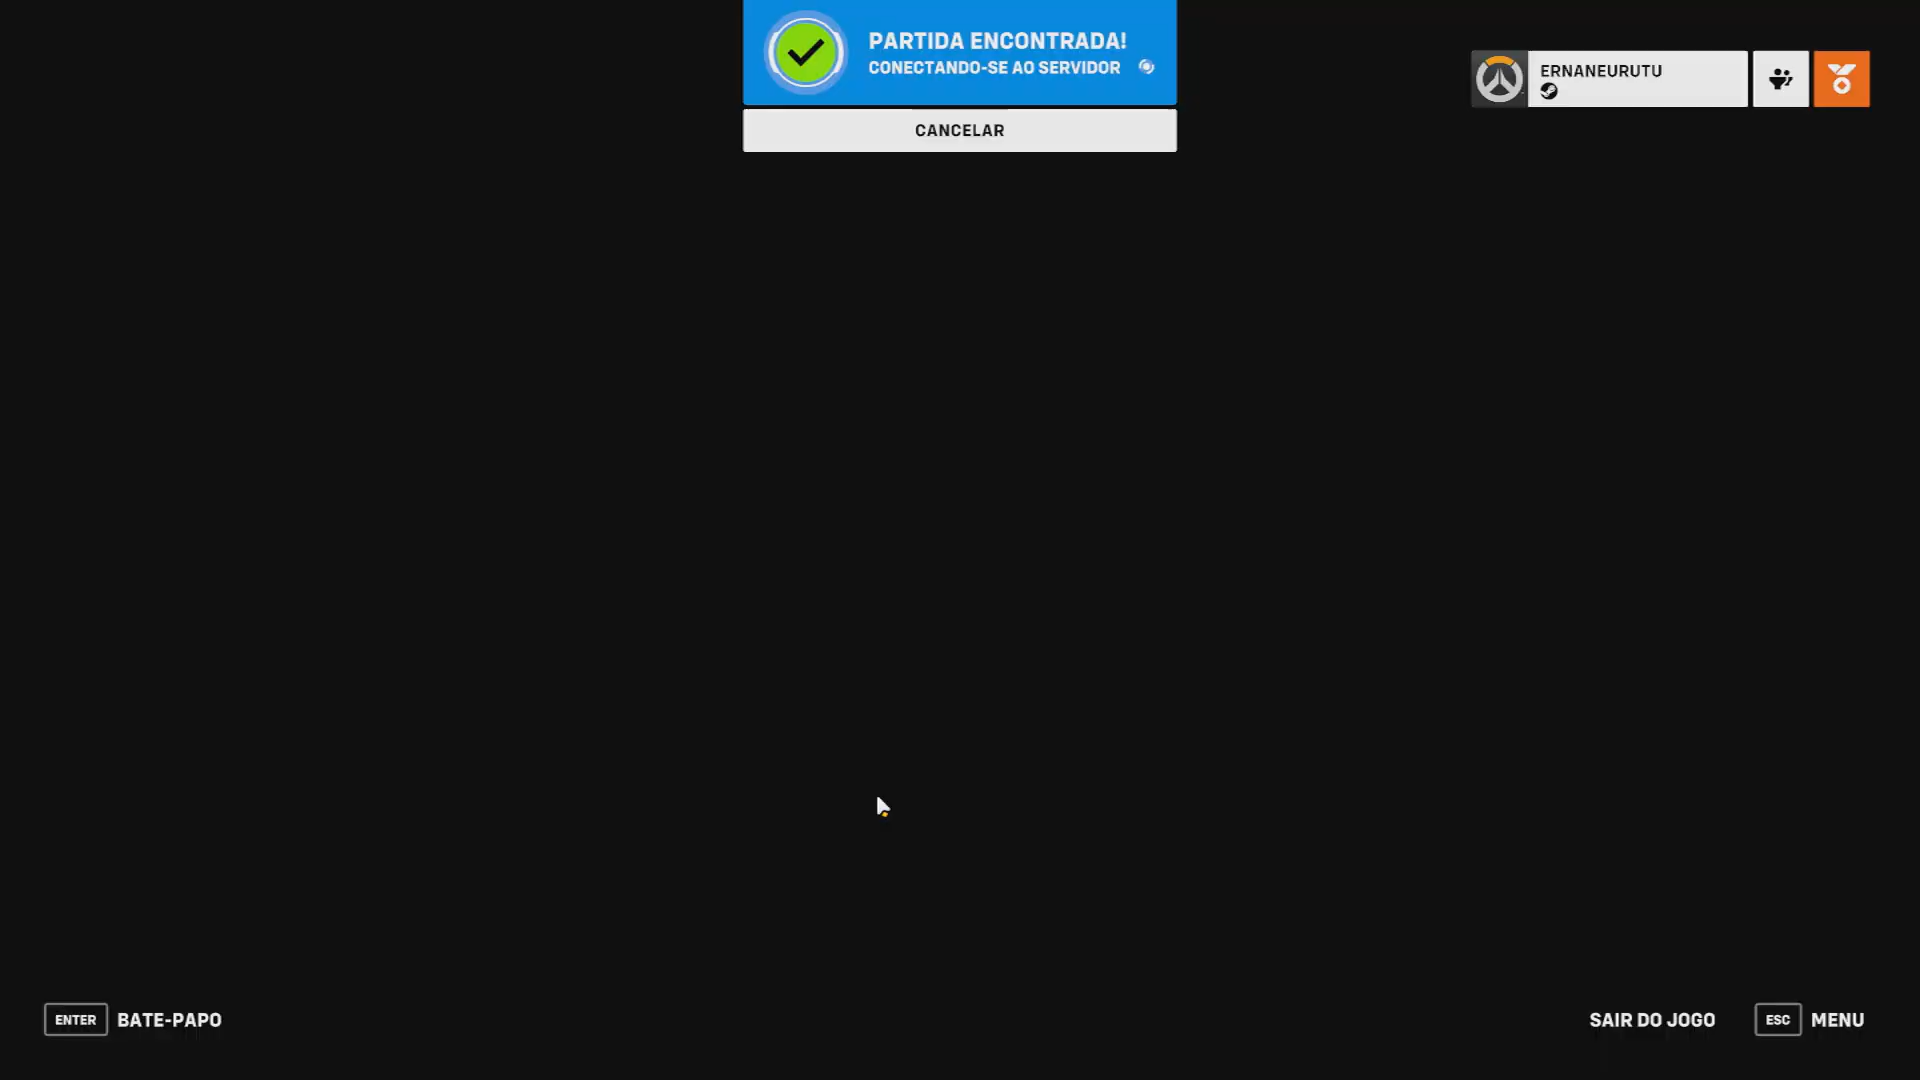 PARTIDA ENCONTRADA!
CONECTANDO-SE AO SERVIDOR
CANCELAR
ERNANEURUTU
ENTER BATE-PAPO
SAIR DO JOGO
ESC MENU